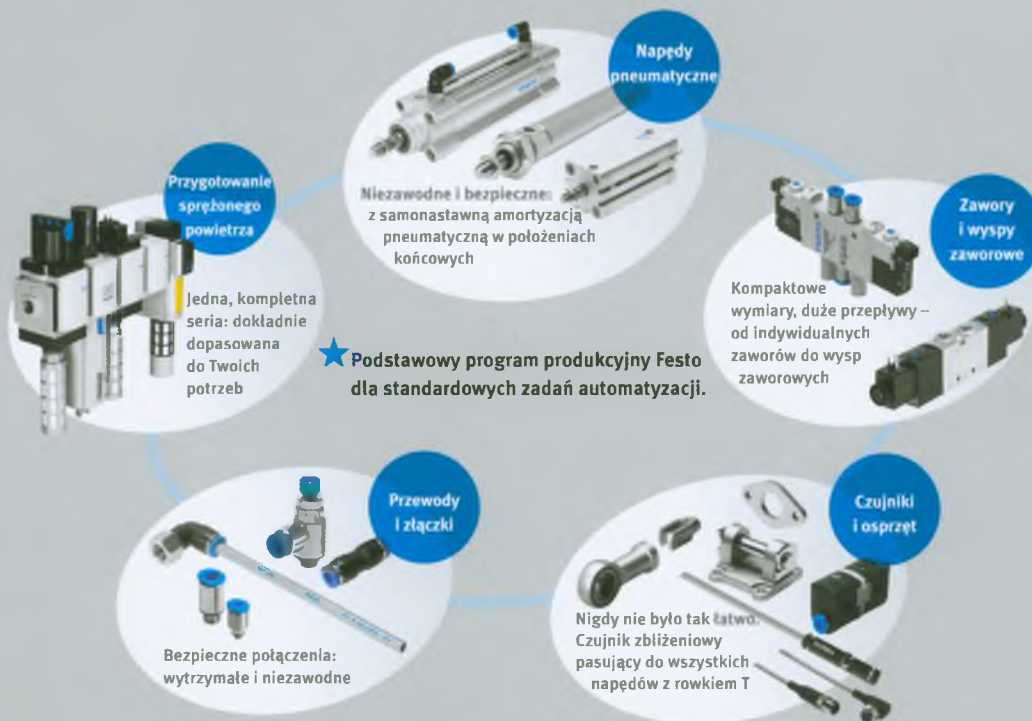 Napędy
pneumatyczne
Niezawodne i bezpieczne:
z samonastawną amortyzacją
pneumatyczną w położeniach
końcowych
Przygotowanie
sprężonego
powietrza
Jedna, kompletna
seria: dokładnie
dopasowana
do Twoich
potrzeb
Zawory
i wyspy
zaworowe
Kompaktowe
wymiary, duże przepływy –
od indywidualnych
zaworów do wysp
zaworowych
Podstawowy program produkcyjny Festo
dla standardowych zadań automatyzacji.
Przewody
i złączki
Bezpieczne połączenia:
wytrzymałe i niezawodne
Czujniki
i osprzęt
Nigdy nie było tak łatwo.
Czujnik zbliżeniowy
pasujący do wszystkich
napędów z rowkiem T